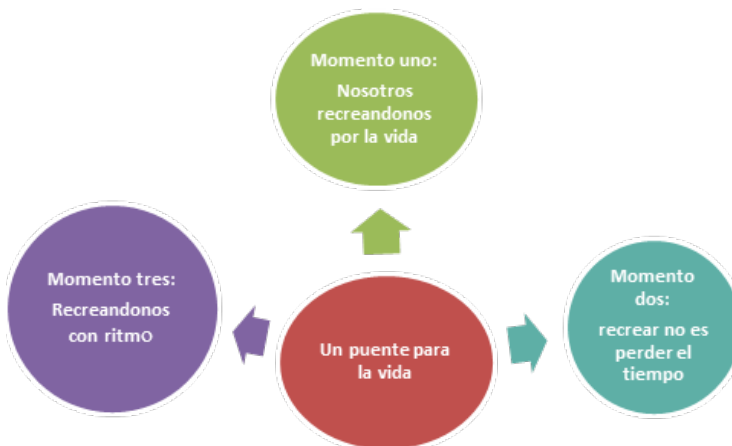 Momento uno:
Nosotros
recreandonos
por la vida
Momento tres:
Recreandonos
con ritmo
Un puente para
la vida
Momento
dos:
recrear no es
perder el
tiempo